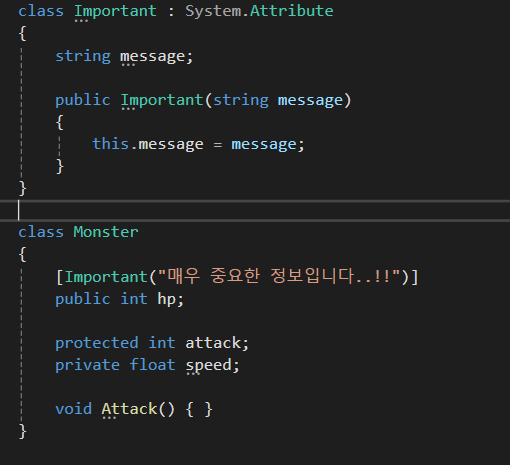 class Important : System.Attribute
{
    string message;

    public Important(string message)
    {
        this.message = message;
    }
}

class Monster
{
    [Important("매우 중요한 정보입니다..!!")]
    public int hp;

    protected int attack;
    private float speed;

    void Attack() { }
}